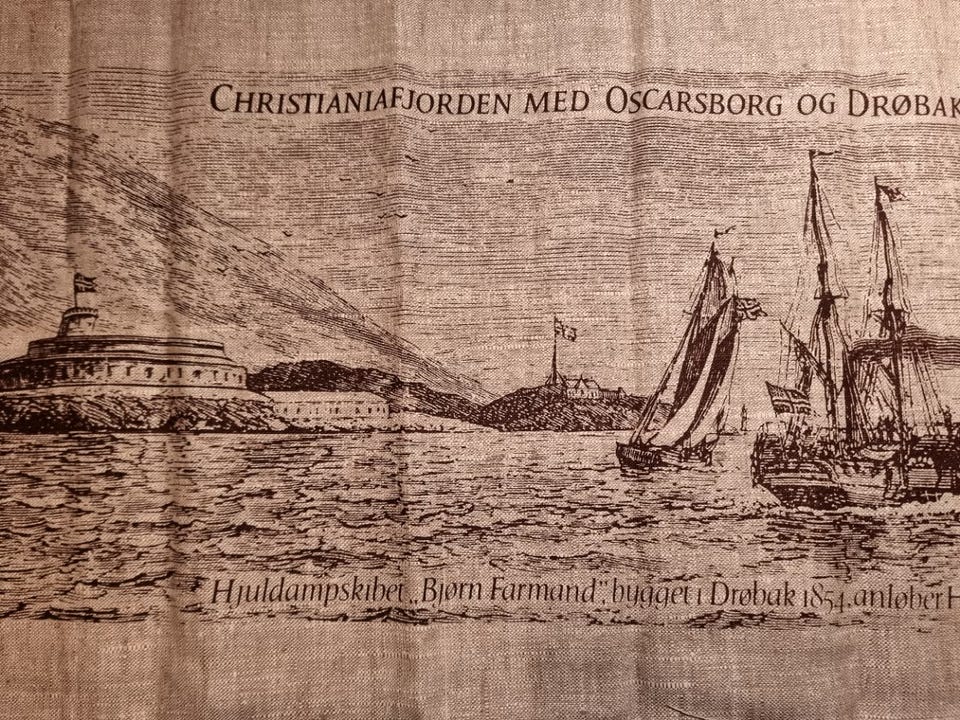 CHRISTIANIAFJORDEN MED OSCARSBORG OG DRØBAK
Hjuldampskibet „Bjørn Farmand", bygget i Drøbak 1854, anløber H